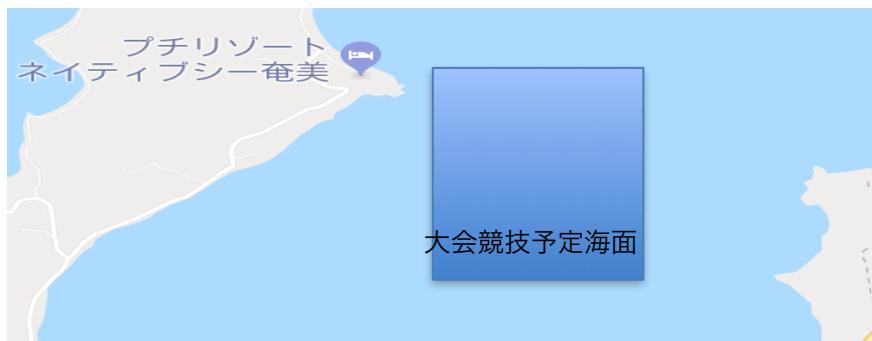 プチリゾート
ネイティブシー奄美
大会競技予定海面